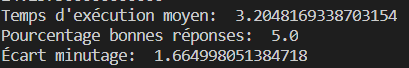 Temps d'exécution moyen:  3.2048169338703154
Pourcentage bonnes réponses:  5.0
Écart minutage:  1.664998051384718